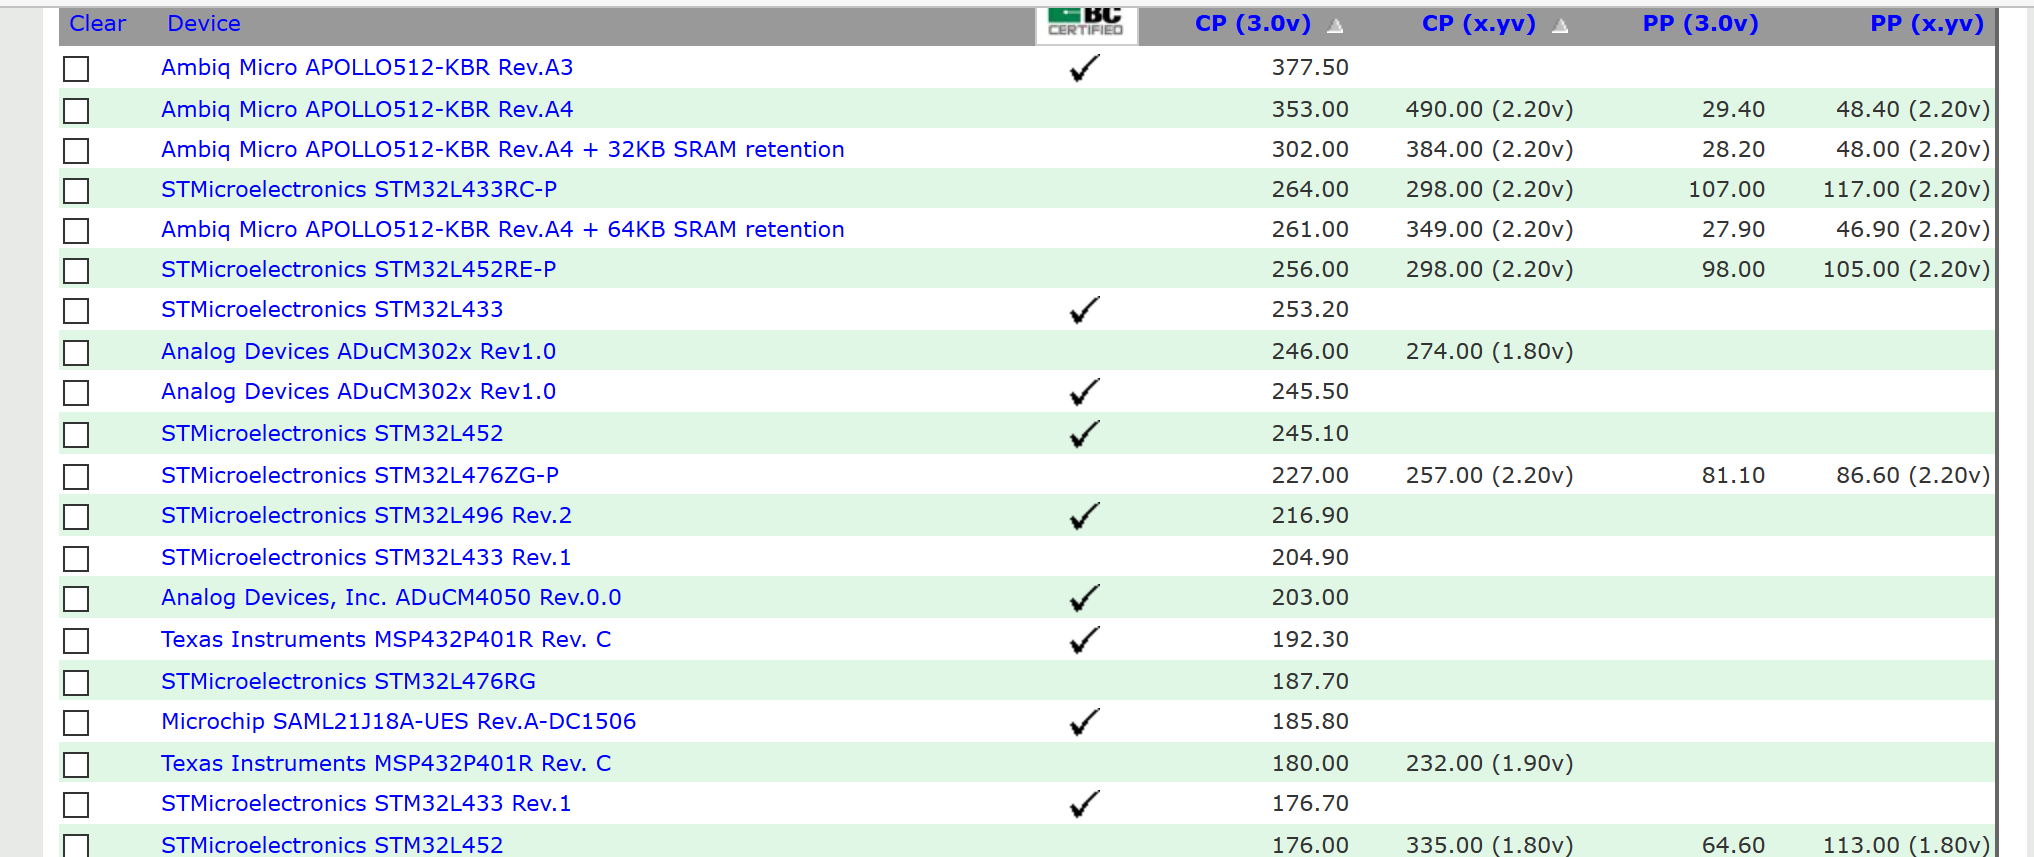 Clear Device EEMBC CERTIFIED CP (3.0v) CP (x.yv) PP (3.0v) PP (x.yv)
Ambiq Micro APOLLO512-KBR Rev.A3 377.50
Ambiq Micro APOLLO512-KBR Rev.A4 353.00 490.00 (2.20v) 29.40 48.40 (2.20v)
Ambiq Micro APOLLO512-KBR Rev.A4 + 32KB SRAM retention 302.00 384.00 (2.20v) 28.20 48.00 (2.20v)
STMicroelectronics STM32L433RC-P 264.00 298.00 (2.20v) 107.00 117.00 (2.20v)
Ambiq Micro APOLLO512-KBR Rev.A4 + 64KB SRAM retention 261.00 349.00 (2.20v) 27.90 46.90 (2.20v)
STMicroelectronics STM32L452RE-P 256.00 298.00 (2.20v) 98.00 105.00 (2.20v)
STMicroelectronics STM32L433 253.20
Analog Devices ADuCM302x Rev1.0 246.00 274.00 (1.80v)
Analog Devices ADuCM302x Rev1.0 245.50
STMicroelectronics STM32L452 245.10
STMicroelectronics STM32L476ZG-P 227.00 257.00 (2.20v) 81.10 86.60 (2.20v)
STMicroelectronics STM32L496 Rev.2 216.90
STMicroelectronics STM32L433 Rev.1 204.90
Analog Devices, Inc. ADuCM4050 Rev.0.0 203.00
Texas Instruments MSP432P401R Rev. C 192.30
STMicroelectronics STM32L476RG 187.70
Microchip SAML21J18A-UES Rev.A-DC1506 185.80
Texas Instruments MSP432P401R Rev. C 180.00 232.00 (1.90v)
STMicroelectronics STM32L433 Rev.1 176.70
STMicroelectronics STM32L452 176.00 335.00 (1.80v) 64.60 113.00 (1.80v)